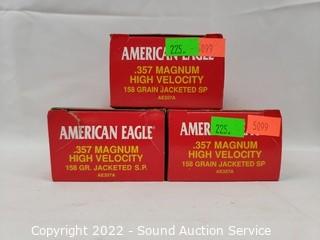 AMERICAN EAGLE
225. 5099
.357 MAGNUM
HIGH VELOCITY
158 GRAIN JACKETED SP
AE357A
AMERICAN EAGLE
.357 MAGNUM
HIGH VELOCITY
158 GR. JACKETED S.P.
AE357A
AMERICAN
225. 5099
.357 MAGNUM
HIGH VELOCITY
158 GRAIN JACKETED SP
AE357A
Copyright 2022 - Sound Auction Service